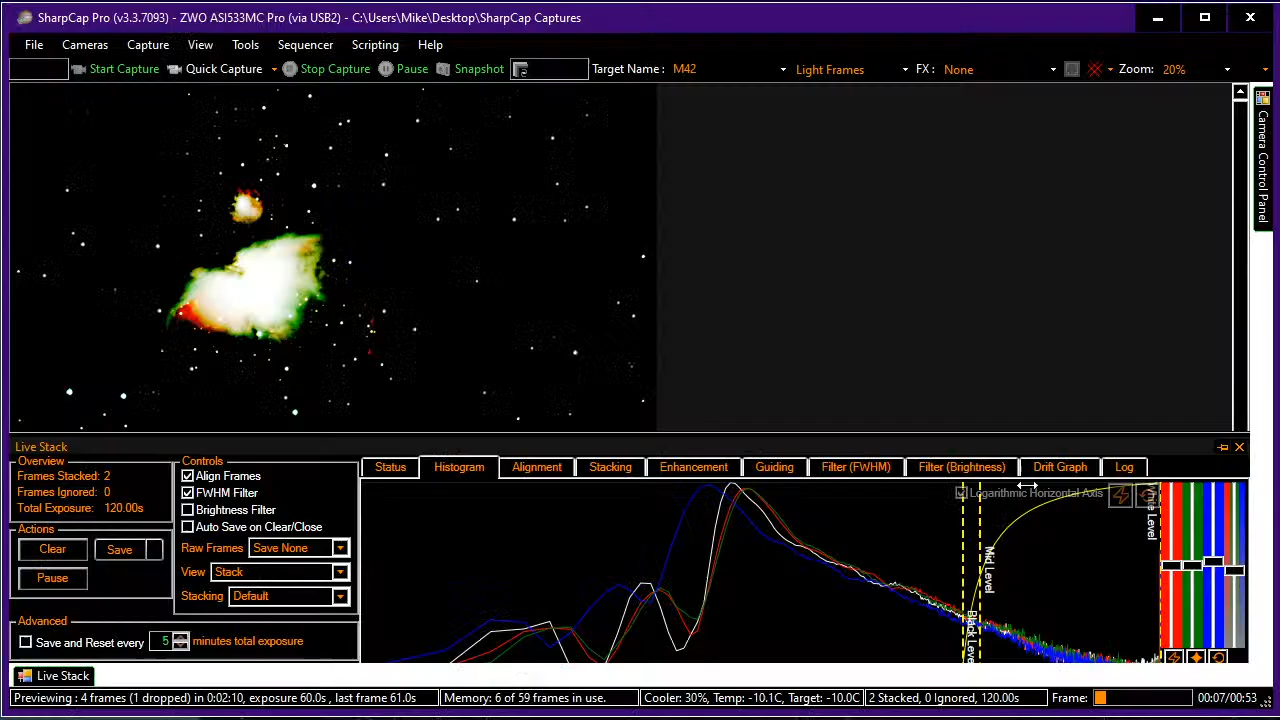 SharpCap Pro (v3.3.7093) - ZWO ASI533MC Pro (via USB2) - C:\Users\Mike\Desktop\SharpCap Captures
File Cameras Capture View Tools Sequencer Scripting Help
Start Capture Quick Capture Stop Capture Pause Snapshot Target Name : M42 Light Frames FX : None Zoom: 20%
Camera Control Panel
Live Stack
Overview
Frames Stacked: 2
Frames Ignored: 0
Total Exposure: 120.00s
Actions
Clear Save
Pause
Controls
Align Frames
FWHM Filter
Brightness Filter
Auto Save on Clear/Close
Raw Frames Save None
View Stack
Stacking Default
Advanced
Save and Reset every 5 minutes total exposure
Status Histogram Alignment Stacking Enhancement Guiding Filter (FWHM) Filter (Brightness) Drift Graph Log
Logarithmic Horizontal Axis
Level
Mid Level
Black Level
Live Stack
Previewing : 4 frames (1 dropped) in 0:02:10, exposure 60.0s, last frame 61.0s Memory: 6 of 59 frames in use. Cooler: 30%, Temp: -10.1C, Target: -10.0C 2 Stacked, 0 Ignored, 120.00s Frame: 00:07/00:53